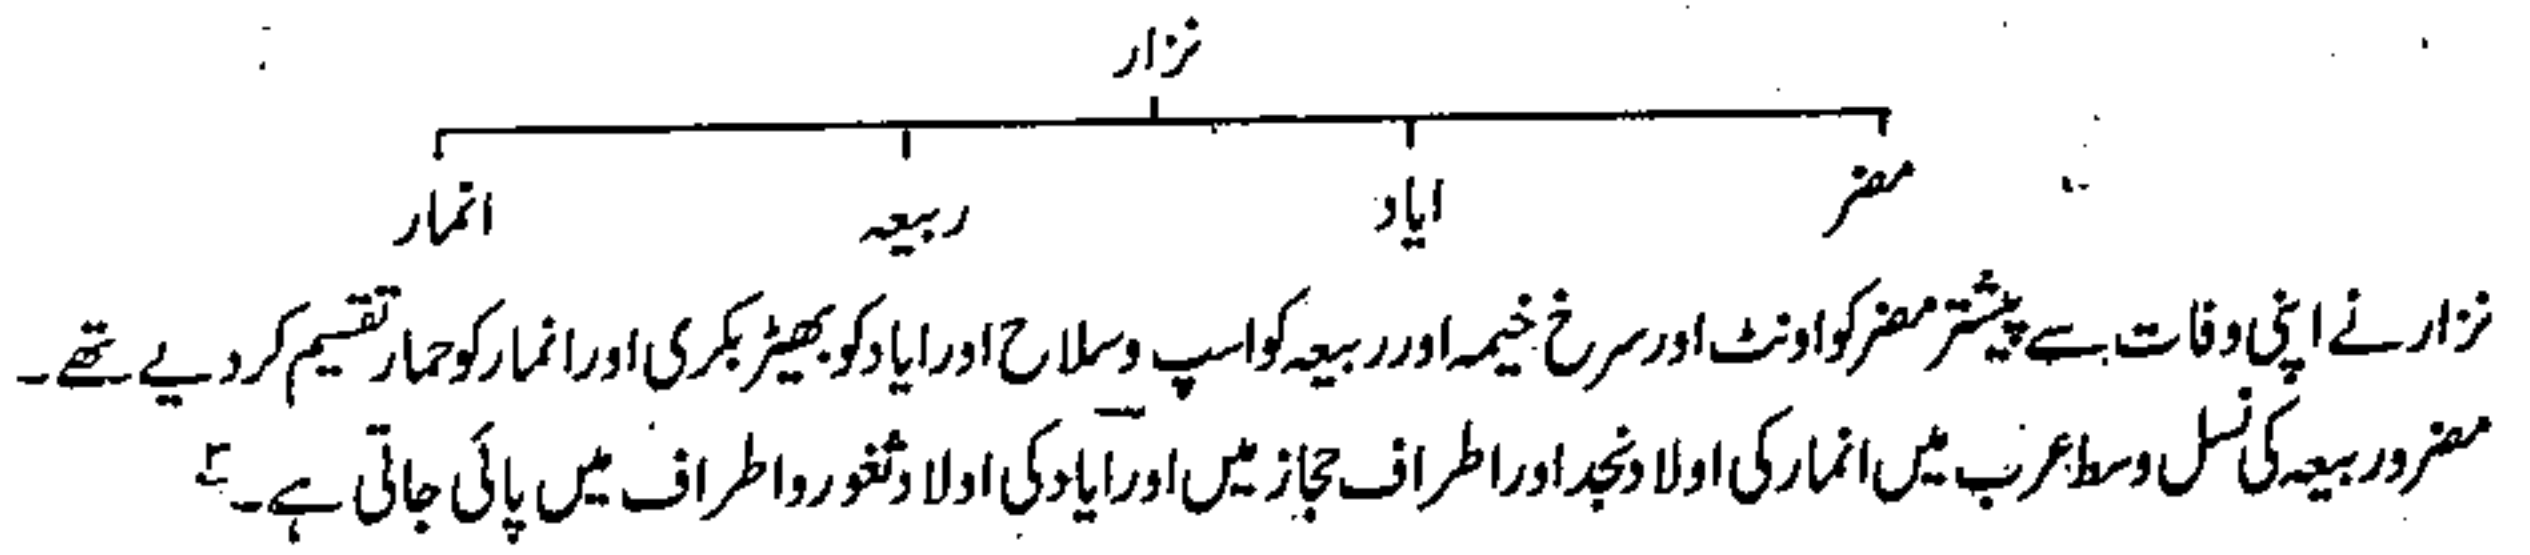 نزار
مضر ایاد ربیعہ انمار
نزار نے اپنی وفات سے پیشتر مضر کو اونٹ اور سرخ خیمہ اور ربیعہ کو اسپ و سلاح اور ایاد کو بھیڑ بکری اور انمار کو حمار تقسیم کر دیے تھے۔
مضر و ربیعہ کی نسل وسط عرب میں انمار کی اولاد نجد اور اطراف حجاز میں اور ایاد کی اولاد ثغور و اطراف میں پائی جاتی ہے۔